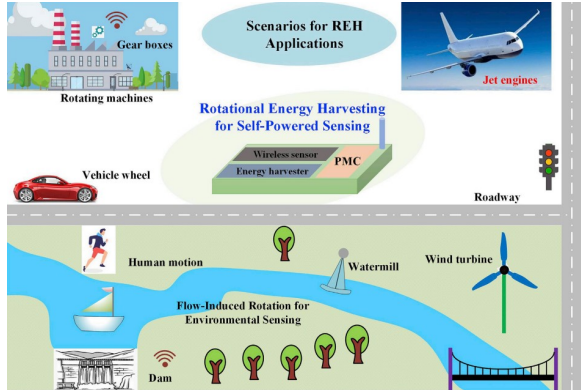 Scenarios for REH
Applications
Gear boxes
Rotating machines
Jet engines
Rotational Energy Harvesting
for Self-Powered Sensing
Wireless sensor
Energy harvester
PMC
Vehicle wheel
Roadway
Human motion
Watermill
Wind turbine
Flow-Induced Rotation for
Environmental Sensing
Dam